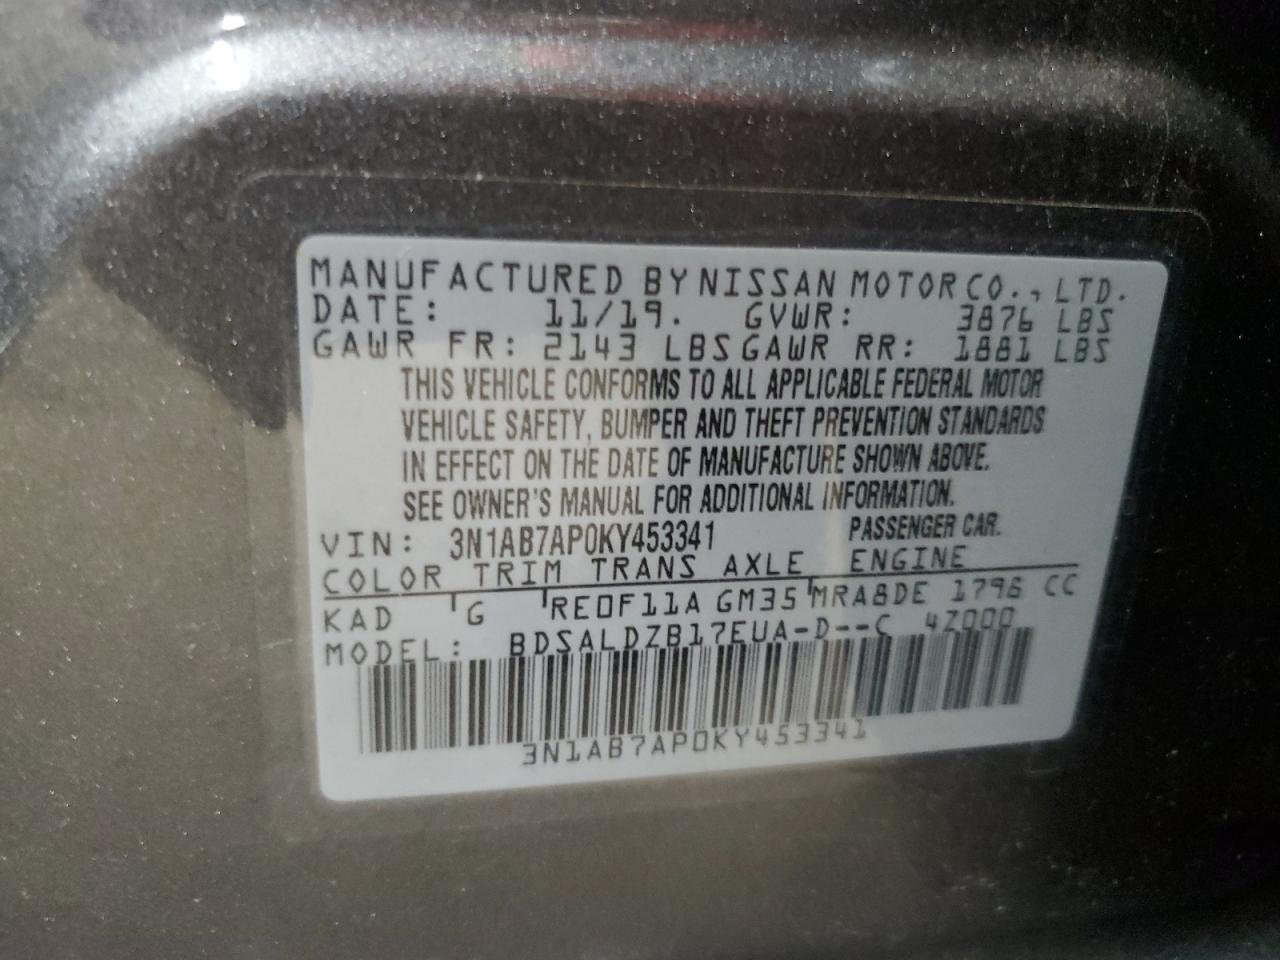 MANUFACTURED BY NISSAN MOTOR CO., LTD.
DATE: 11/19. GVWR: 3876 LBS
GAWR FR: 2143 LBS GAWR RR: 1881 LBS
THIS VEHICLE CONFORMS TO ALL APPLICABLE FEDERAL MOTOR
VEHICLE SAFETY, BUMPER AND THEFT PREVENTION STANDARDS
IN EFFECT ON THE DATE OF MANUFACTURE SHOWN ABOVE.
SEE OWNER'S MANUAL FOR ADDITIONAL INFORMATION.
VIN: 3N1AB7AP0KY453341 PASSENGER CAR.
COLOR TRIM TRANS AXLE ENGINE
KAD G RE0F11A GM35 MRA8DE 1798 CC
MODEL: BDSALDZB17EUA-D--C 4Z000
3N1AB7AP0KY453341